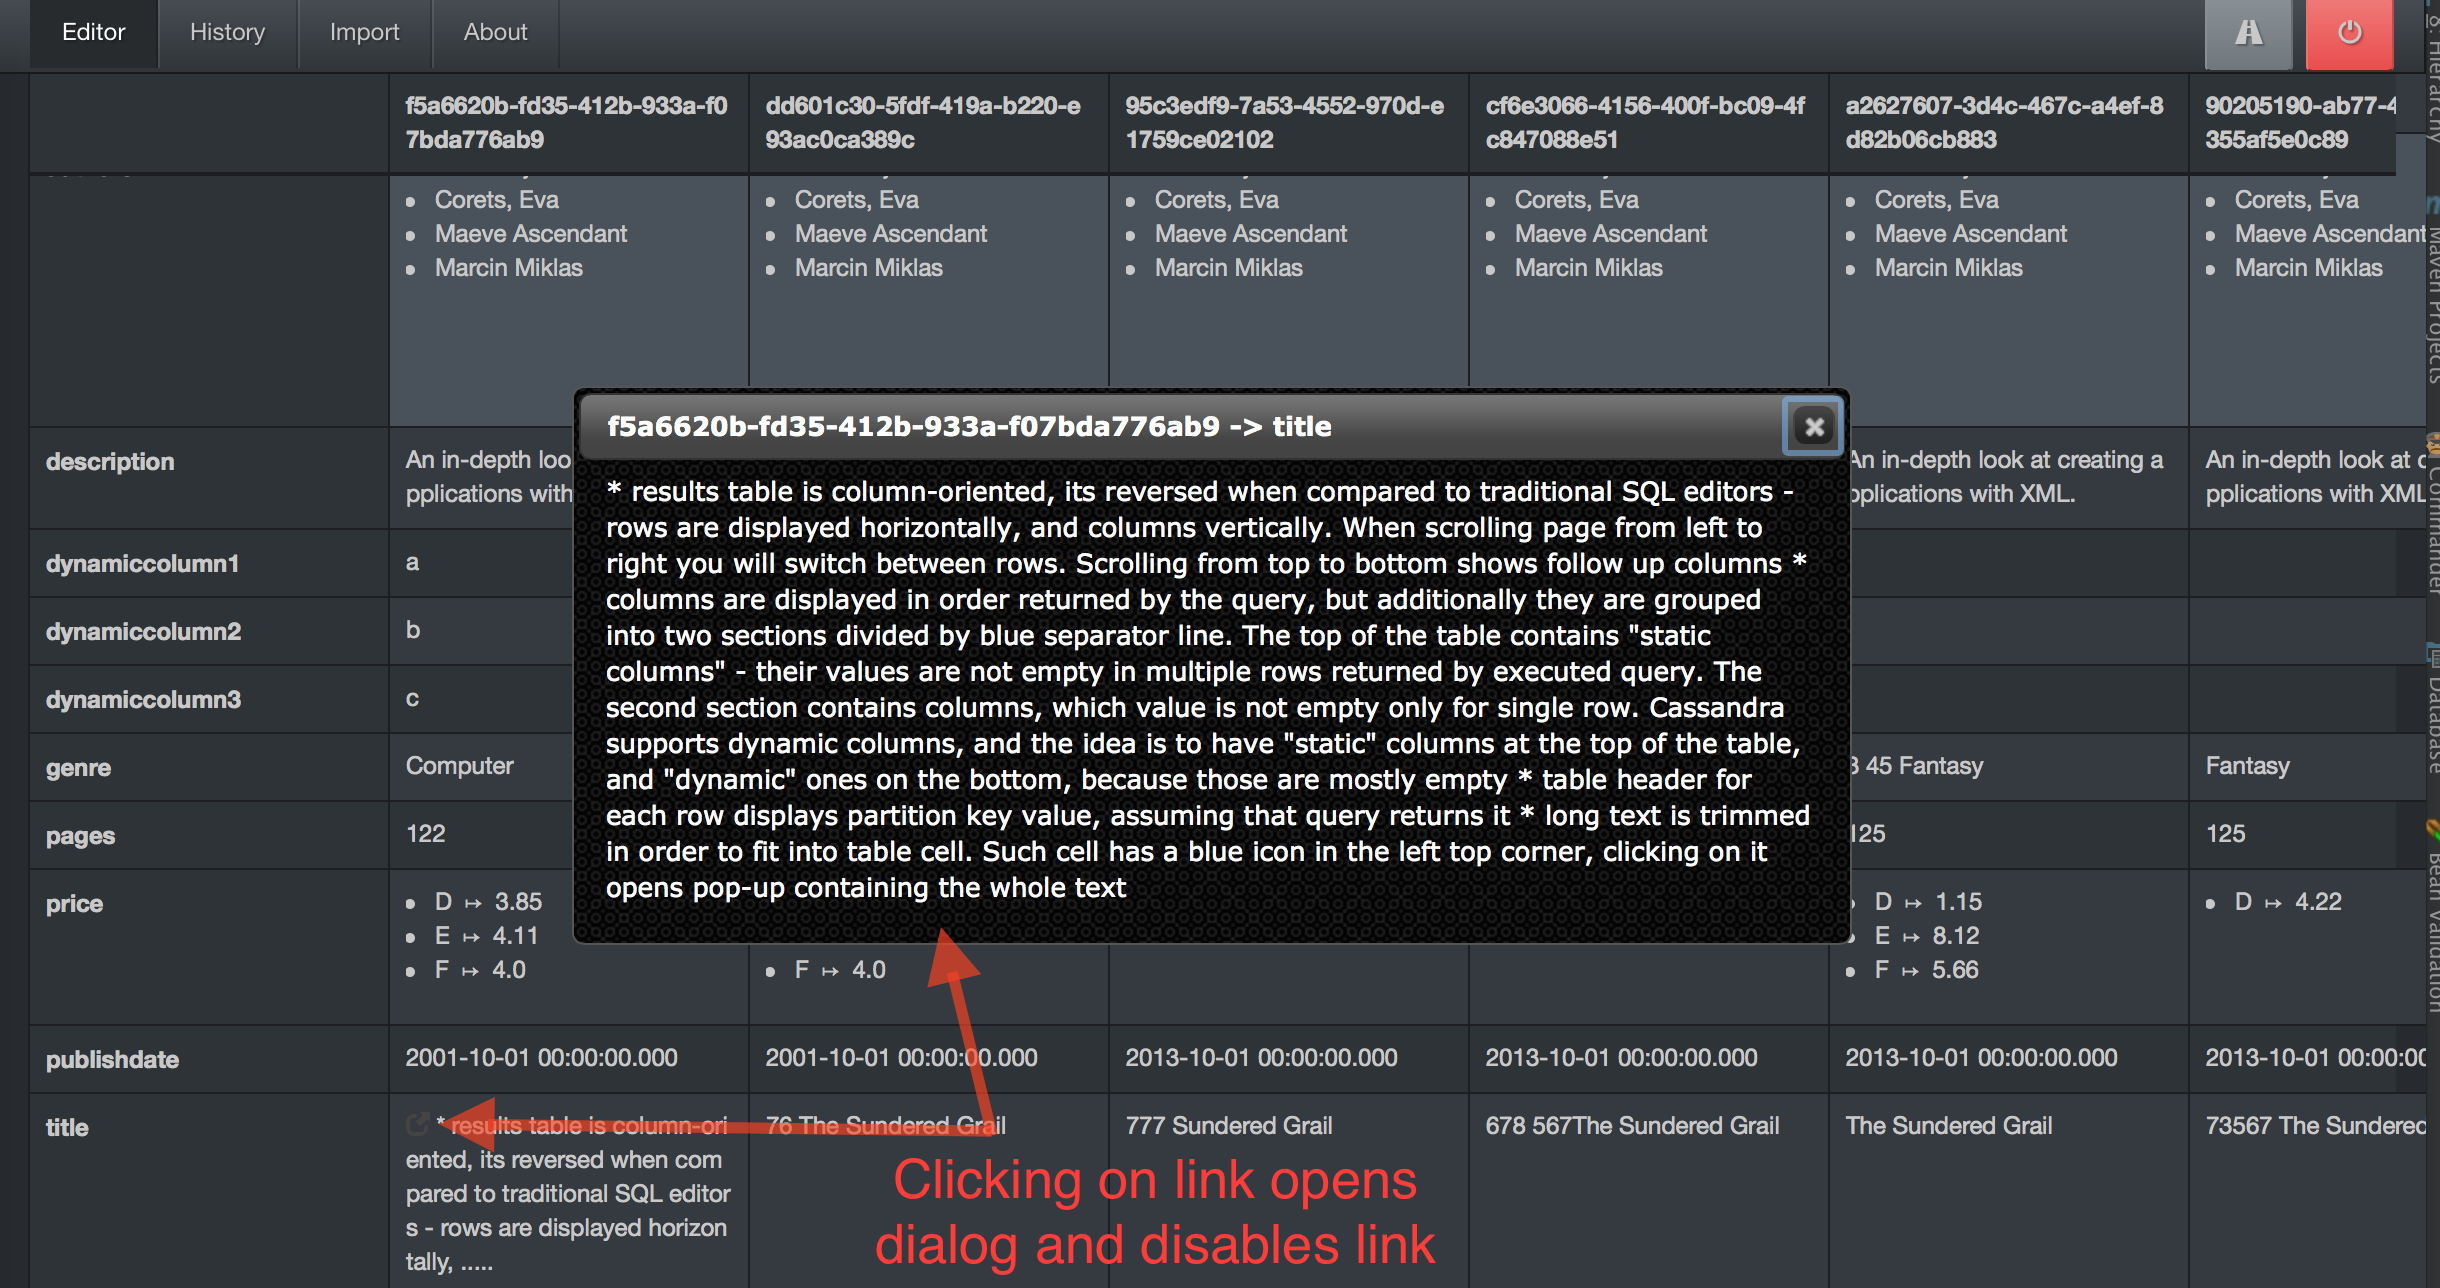 Editor
History
Import
About
f5a6620b-fd35-412b-933a-f0
7bda776ab9
dd601c30-5fdf-419a-b220-e
93ac0ca389c
95c3edf9-7a53-4552-970d-e
1759ce02102
cf6e3066-4156-400f-bc09-4f
c847088e51
a2627607-3d4c-467c-a4ef-8
d82b06cb883
90205190-ab77-4
355af5e0c89
Corets, Eva
Maeve Ascendant
Marcin Miklas
Corets, Eva
Maeve Ascendant
Marcin Miklas
Corets, Eva
Maeve Ascendant
Marcin Miklas
Corets, Eva
Maeve Ascendant
Marcin Miklas
Corets, Eva
Maeve Ascendant
Marcin Miklas
Corets, Eva
Maeve Ascendant
Marcin Miklas
f5a6620b-fd35-412b-933a-f07bda776ab9 -> title
* results table is column-oriented, its reversed when compared to traditional SQL editors -
rows are displayed horizontally, and columns vertically. When scrolling page from left to
right you will switch between rows. Scrolling from top to bottom shows follow up columns *
columns are displayed in order returned by the query, but additionally they are grouped
into two sections divided by blue separator line. The top of the table contains "static
columns" - their values are not empty in multiple rows returned by executed query. The
second section contains columns, which value is not empty only for single row. Cassandra
supports dynamic columns, and the idea is to have "static" columns at the top of the table,
and "dynamic" ones on the bottom, because those are mostly empty * table header for
each row displays partition key value, assuming that query returns it * long text is trimmed
in order to fit into table cell. Such cell has a blue icon in the left top corner, clicking on it
opens pop-up containing the whole text
description
An in-depth loo
pplications with
An in-depth look at creating a
pplications with XML.
An in-depth look at c
pplications with XML
dynamiccolumn1
a
dynamiccolumn2
b
dynamiccolumn3
c
genre
Computer
45 Fantasy
Fantasy
pages
122
125
125
price
D ↦ 3.85
E ↦ 4.11
F ↦ 4.0
F ↦ 4.0
D ↦ 1.15
E ↦ 8.12
F ↦ 5.66
D ↦ 4.22
publishdate
2001-10-01 00:00:00.000
2001-10-01 00:00:00.000
2013-10-01 00:00:00.000
2013-10-01 00:00:00.000
2013-10-01 00:00:00.000
2013-10-01 00:00:00
title
* results table is column-ori
ented, its reversed when com
pared to traditional SQL editor
s - rows are displayed horizon
tally, .....
76 The Sundered Grail
777 Sundered Grail
678 567The Sundered Grail
The Sundered Grail
73567 The Sundered
Clicking on link opens
dialog and disables link
Hierarchy
Maven Projects
Commander
Database
Bean Validation